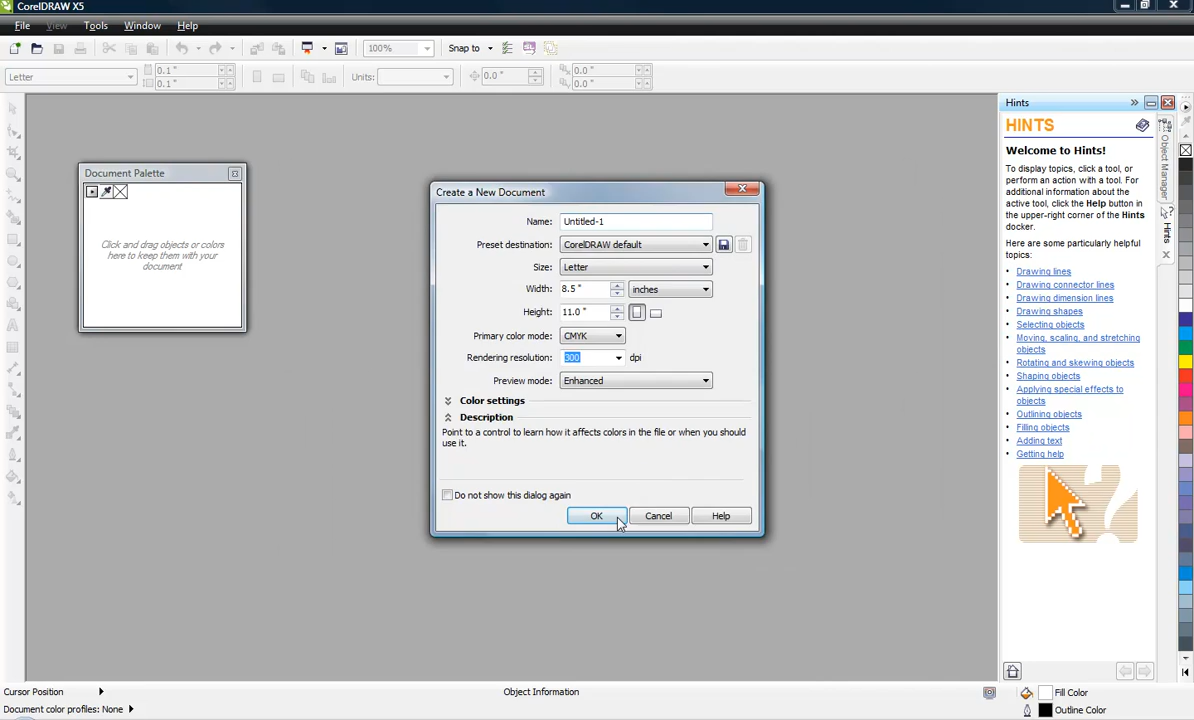 CorelDRAW X5
File View Tools Window Help
100% Snap to
Letter 0.1 " 0.1 " Units: 0.0 " 0.0 " 0.0 "
Document Palette
Click and drag objects or colors
here to keep them with your
document
Create a New Document
Name: Untitled-1
Preset destination: CorelDRAW default
Size: Letter
Width: 8.5 " inches
Height: 11.0 "
Primary color mode: CMYK
Rendering resolution: 300 dpi
Preview mode: Enhanced
Color settings
Description
Point to a control to learn how it affects colors in the file or when you should
use it.
Do not show this dialog again
OK Cancel Help
Hints
HINTS
Welcome to Hints!
To display topics, click a tool, or
perform an action with a tool. For
additional information about the
active tool, click the Help button in
the upper-right corner of the Hints
docker.
Here are some particularly helpful
topics:
• Drawing lines
• Drawing connector lines
• Drawing dimension lines
• Drawing shapes
• Selecting objects
• Moving, scaling, and stretching
objects
• Rotating and skewing objects
• Shaping objects
• Applying special effects to
objects
• Outlining objects
• Filling objects
• Adding text
• Getting help
Object Manager
Hints
Cursor Position Object Information Fill Color
Document color profiles: None Outline Color